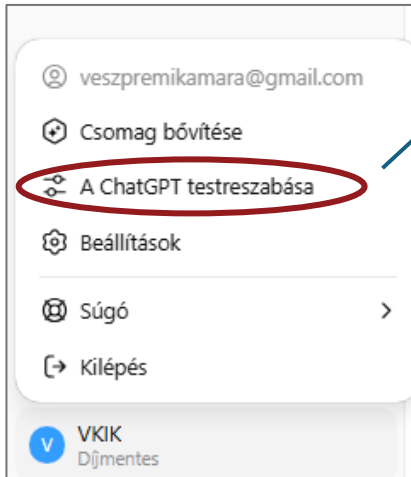 veszpremikamara@gmail.com
Csomag bővítése
A ChatGPT testreszabása
Beállítások
Súgó
Kilépés
V
VKIK
Díjmentes